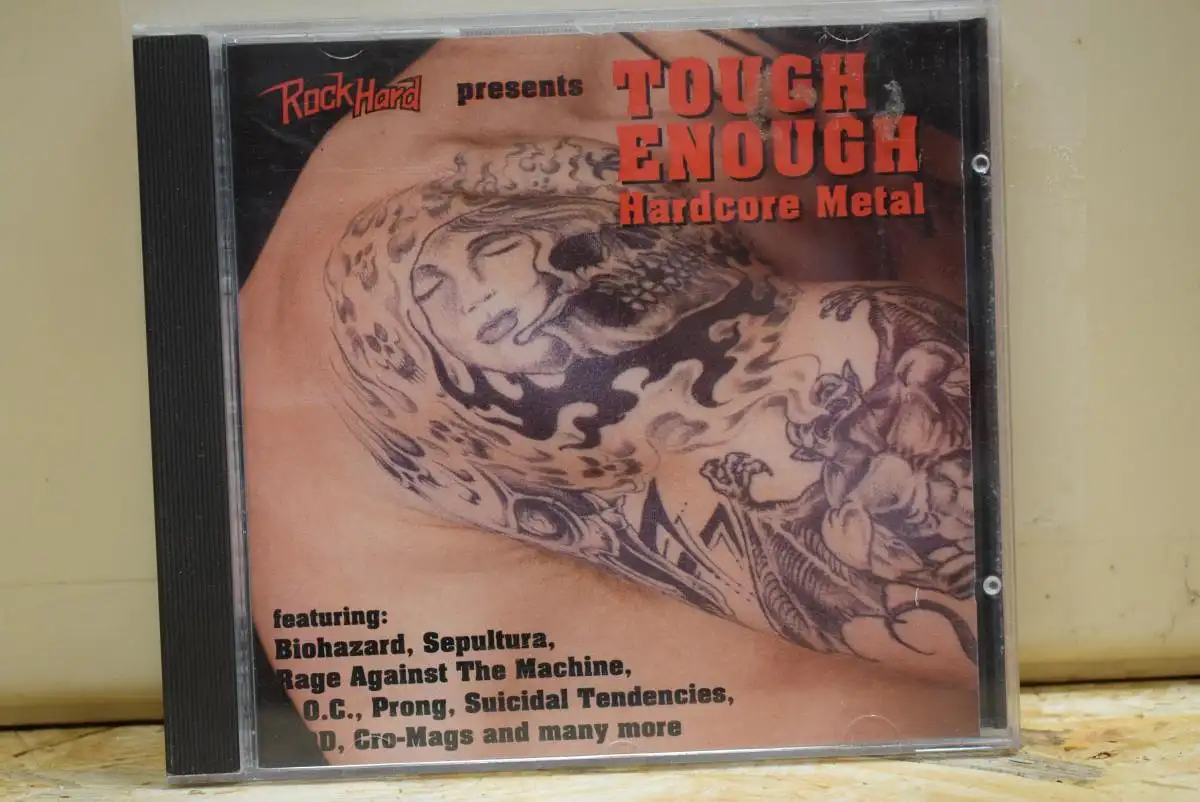 RockHard presents
TOUGH
ENOUGH
Hardcore Metal
featuring:
Biohazard, Sepultura,
Rage Against The Machine,
O.C., Prong, Suicidal Tendencies,
D, Cro-Mags and many more